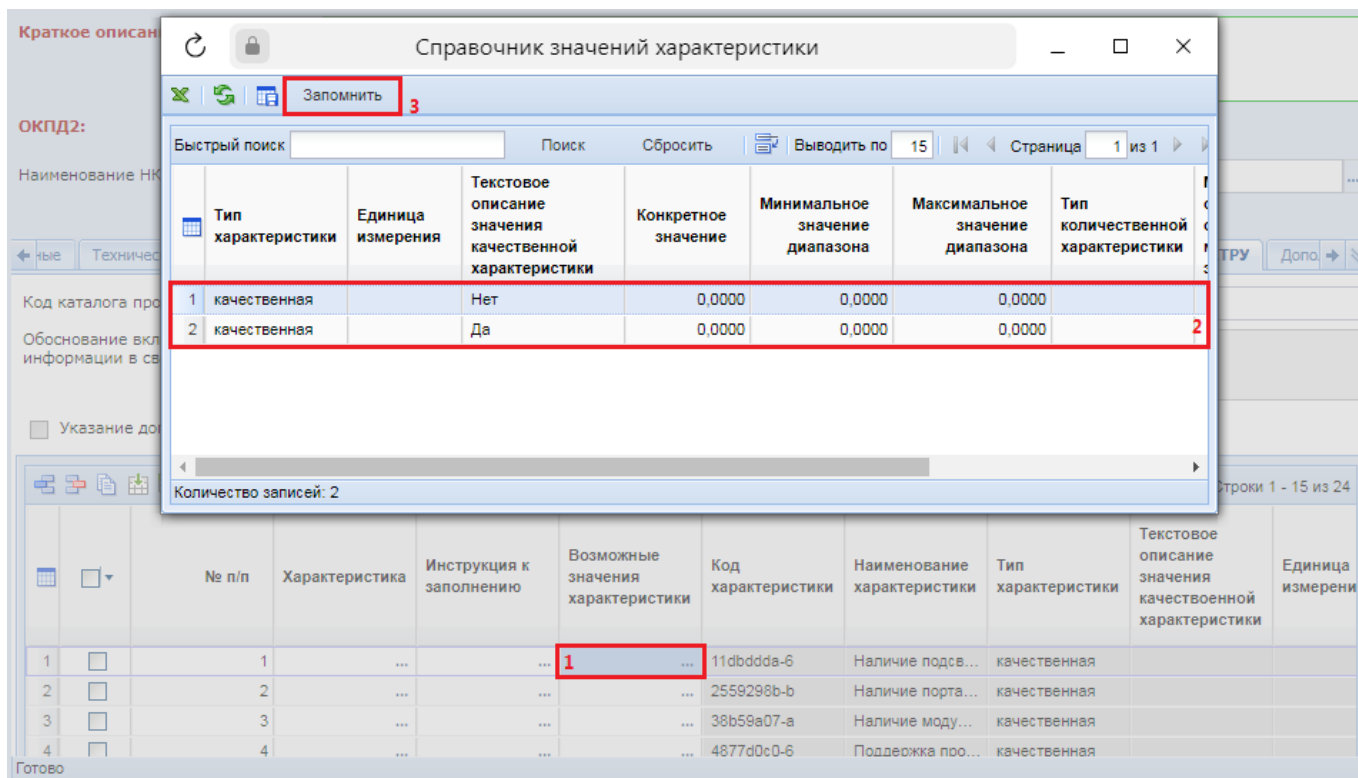 Краткое описан
Справочник значений характеристики
Запомнить
3
ОКПД2:
Быстрый поиск
Поиск
Сбросить
Выводить по
15
Страница
1 из 1
Наименование НК
...
Тип
характеристики
Единица
измерения
Текстовое
описание
значения
качественной
характеристики
Конкретное
значение
Минимальное
значение
диапазона
Максимальное
значение
диапазона
Тип
количественной
характеристики
ные
Техничес
ТРУ
Допо.
1 качественная Нет 0,0000 0,0000 0,0000
2 качественная Да 0,0000 0,0000 0,0000
2
Код каталога про
Обоснование вкл
информации в св
Указание доп
Количество записей: 2
Строки 1 - 15 из 24
№ п/п
Характеристика
Инструкция к
заполнению
Возможные
значения
характеристики
Код
характеристики
Наименование
характеристики
Тип
характеристики
Текстовое
описание
значения
качествоенной
характеристики
Единица
измерени
1 1 ... ... 1 ... 11dbddda-6 Наличие подсв... качественная
2 2 ... ... ... 2559298b-b Наличие порта... качественная
3 3 ... ... ... 38b59a07-a Наличие моду... качественная
4 4 ... ... ... 4877d0c0-6 Поддержка про... качественная
Готово